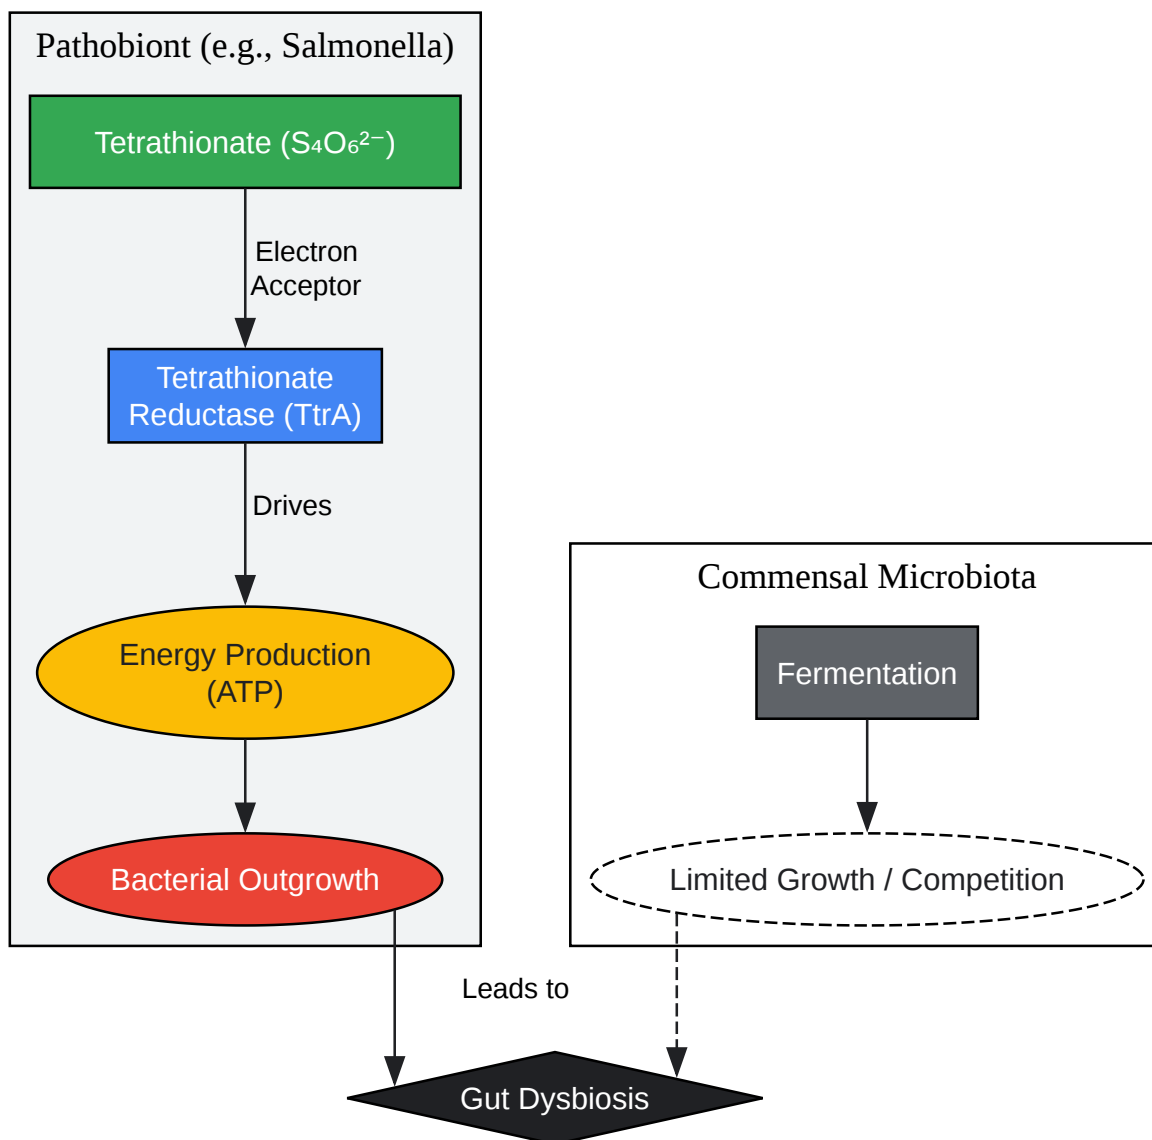 Pathobiont (e.g., Salmonella)
Tetrathionate (S₄O₆²⁻)
Electron
Acceptor
Tetrathionate
Reductase (TtrA)
Drives
Energy Production
(ATP)
Bacterial Outgrowth
Commensal Microbiota
Fermentation
Limited Growth / Competition
Leads to
Gut Dysbiosis